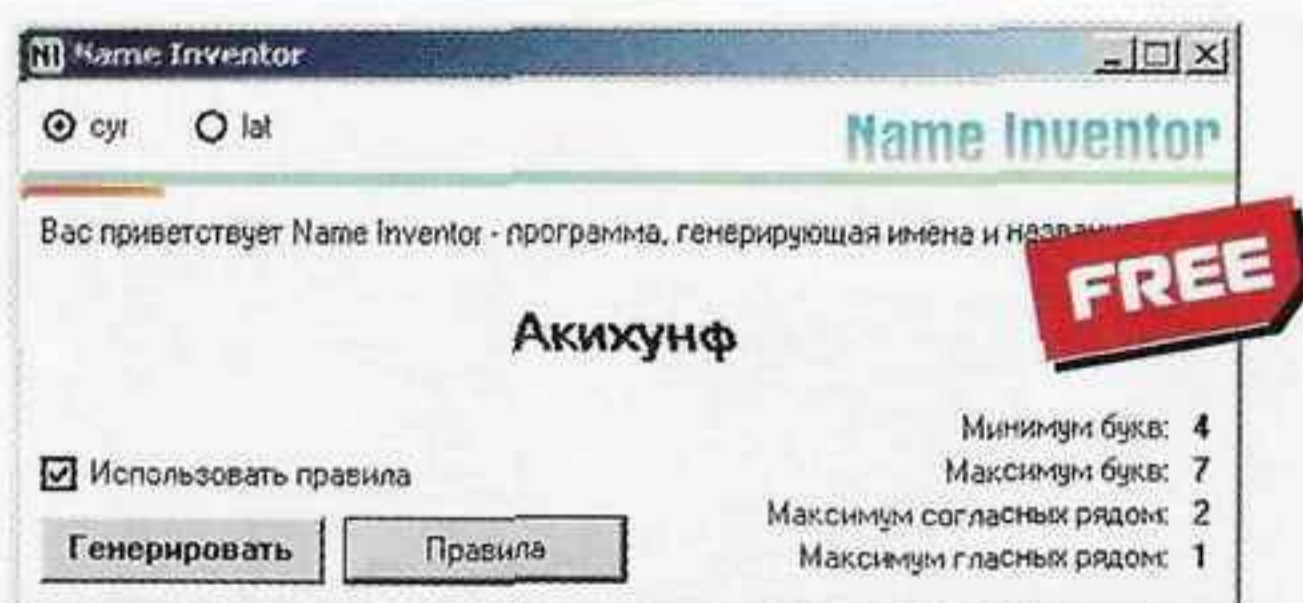 NI Name Inventor
cyr lat
Name Inventor
Вас приветствует Name Inventor - программа, генерирующая имена и
FREE
Акихунф
Минимум букв: 4
Использовать правила
Максимум букв: 7
Максимум согласных рядом: 2
Генерировать Правила
Максимум гласных рядом: 1